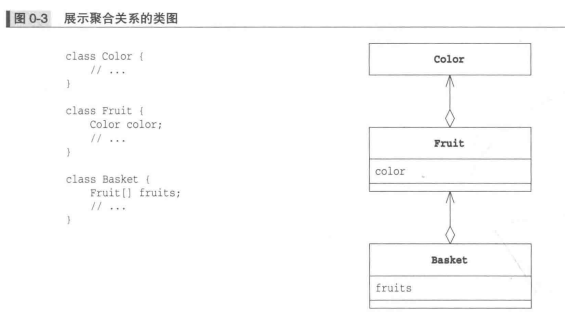 图 0-3 展示聚合关系的类图
class Color {
// ...
}
class Fruit {
Color color;
// ...
}
class Basket {
Fruit[] fruits;
// ...
}
Color
Fruit
color
Basket
fruits